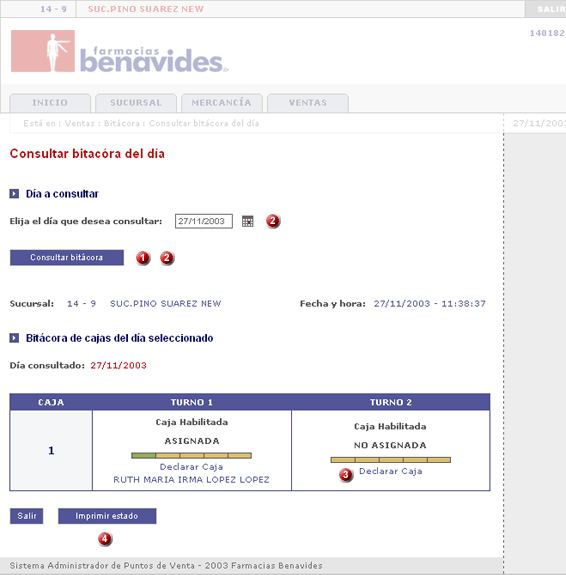 14 - 9 SUC.PINO SUAREZ NEW SALIR
140182
farmacias
benavides
INICIO SUCURSAL MERCANCÍA VENTAS
Está en : Ventas : Bitácora : Consultar bitácora del día 27/11/2003
Consultar bitacóra del día
Día a consultar
Elija el día que desea consultar: 27/11/2003 2
Consultar bitácora 1 2
Sucursal: 14 - 9 SUC.PINO SUAREZ NEW Fecha y hora: 27/11/2003 - 11:38:37
Bitácora de cajas del día seleccionado
Día consultado: 27/11/2003
CAJA TURNO 1 TURNO 2
Caja Habilitada Caja Habilitada
1 ASIGNADA NO ASIGNADA
Declarar Caja 3 Declarar Caja
RUTH MARIA IRMA LOPEZ LOPEZ
Salir Imprimir estado
4
Sistema Administrador de Puntos de Venta - 2003 Farmacias Benavides